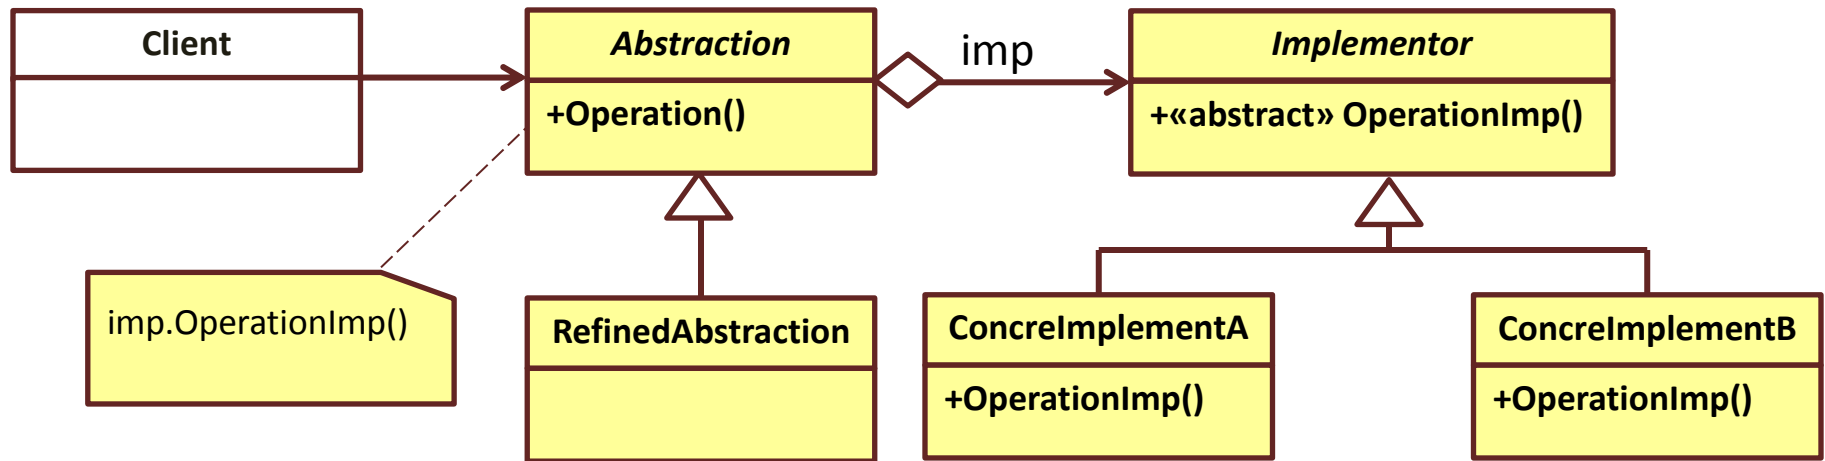 Client
Abstraction
imp
Implementor
+Operation()
+«abstract» OperationImp()
imp.OperationImp()
RefinedAbstraction
ConcreImplementA
ConcreImplementB
+OperationImp()
+OperationImp()